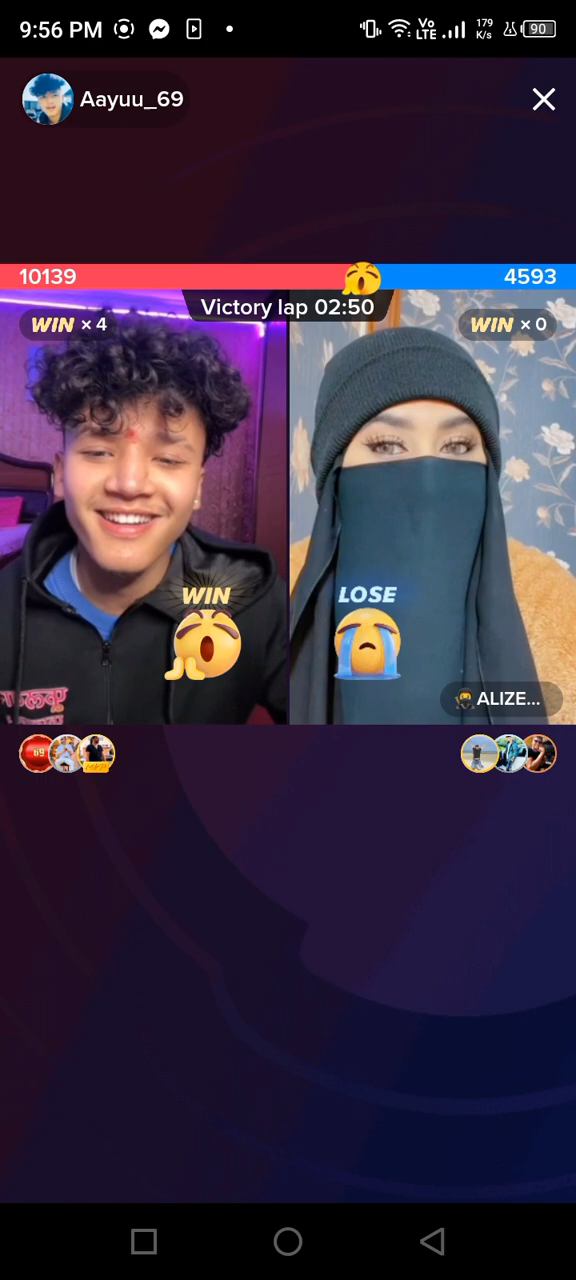 9:56 PM
Vo
LTE
179
K/s
90
Aayuu_69
10139
4593
Victory lap 02:50
WIN × 4
WIN × 0
WIN
LOSE
ALIZE...
69